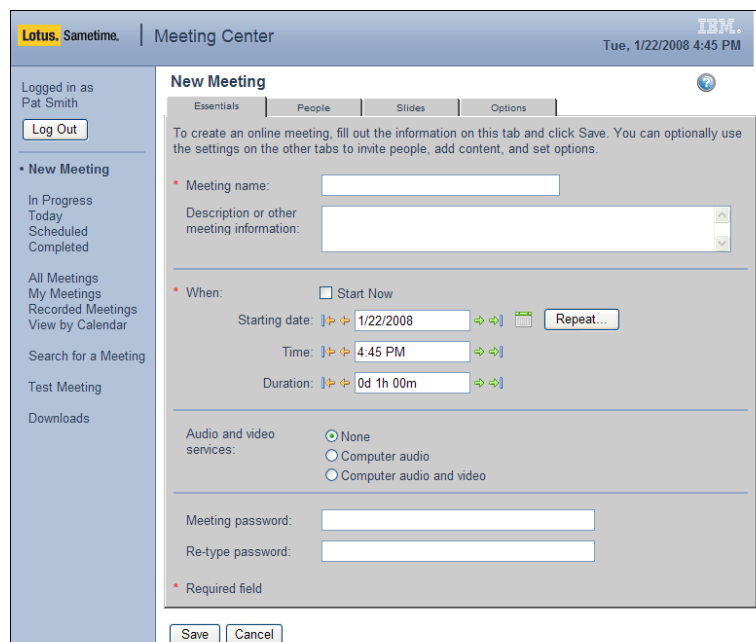 Lotus. Sametime. Meeting Center
IBM.
Tue, 1/22/2008 4:45 PM
Logged in as
Pat Smith
Log Out
• New Meeting
In Progress
Today
Scheduled
Completed
All Meetings
My Meetings
Recorded Meetings
View by Calendar
Search for a Meeting
Test Meeting
Downloads
New Meeting
?
Essentials People Slides Options
To create an online meeting, fill out the information on this tab and click Save. You can optionally use
the settings on the other tabs to invite people, add content, and set options.
* Meeting name:
Description or other
meeting information:
* When: Start Now
Starting date: 1/22/2008 Repeat...
Time: 4:45 PM
Duration: 0d 1h 00m
Audio and video
services:
None
Computer audio
Computer audio and video
Meeting password:
Re-type password:
* Required field
Save Cancel